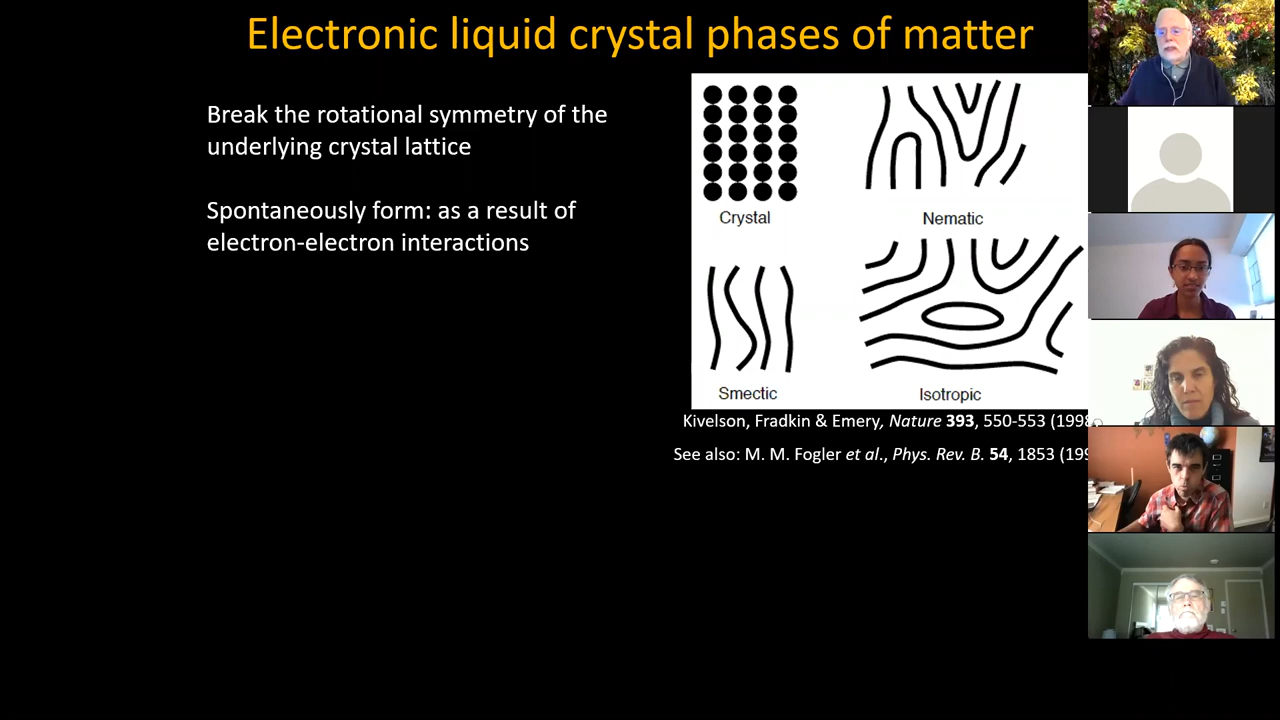 Electronic liquid crystal phases of matter
Break the rotational symmetry of the
underlying crystal lattice
Spontaneously form: as a result of
electron-electron interactions
Crystal
Nematic
Smectic
Isotropic
Kivelson, Fradkin & Emery, Nature 393, 550-553 (1998
See also: M. M. Fogler et al., Phys. Rev. B. 54, 1853 (199